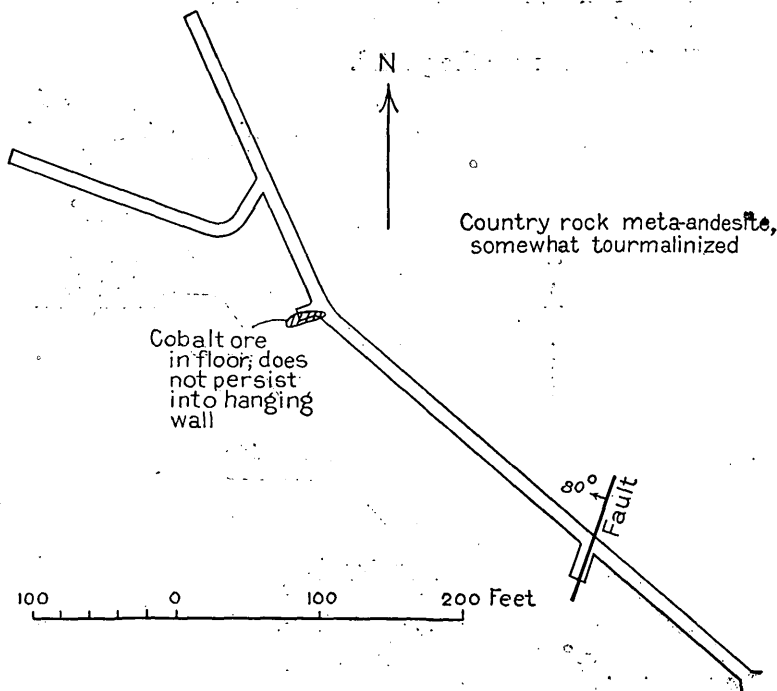 N
Country rock meta-andesite,
somewhat tourmalinized
Cobalt ore
in floor, does
not persist
into hanging
wall
80°
Fault
100 0 100 200 Feet